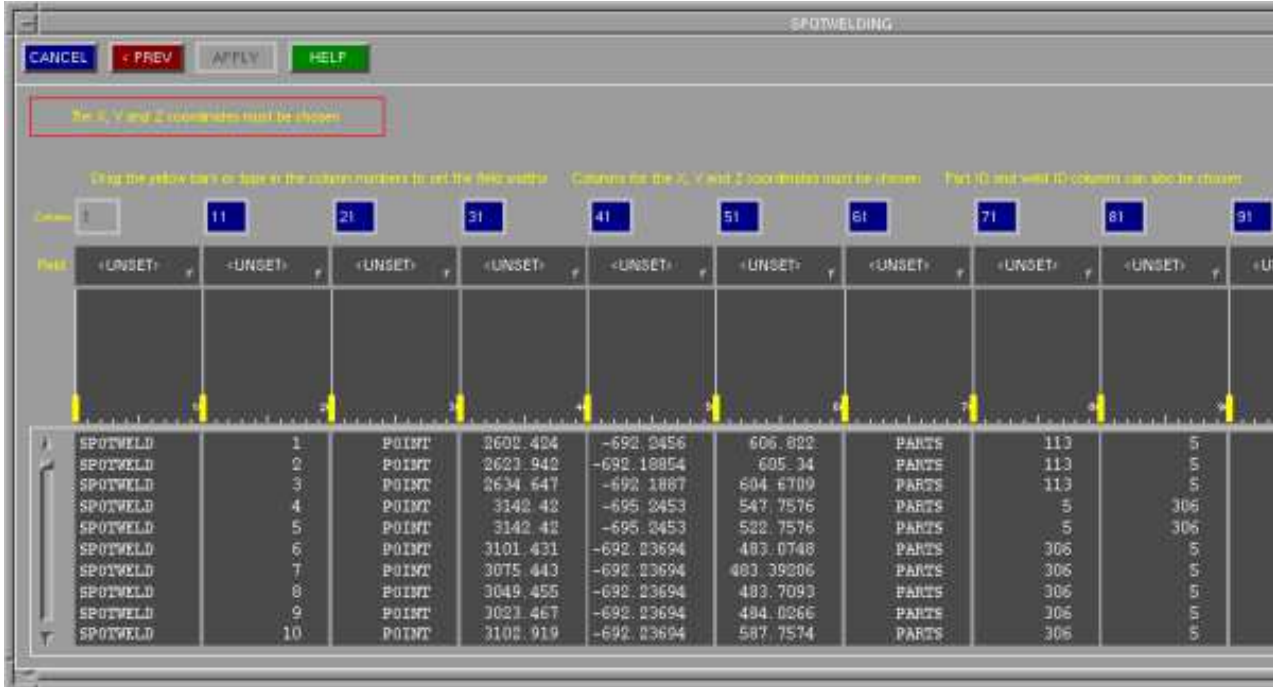 SPOTWELDING
CANCEL < PREV APPLY HELP
The X, Y and Z coordinates must be chosen
Drag the yellow bars or type in the column numbers to set the field widths Columns for the X, Y and Z coordinates must be chosen Part ID and weld ID columns can also be chosen
Column 1 11 21 31 41 51 61 71 81 91
Field <UNSET> <UNSET> <UNSET> <UNSET> <UNSET> <UNSET> <UNSET> <UNSET> <UNSET> <U
SPOTWELD 1 POINT 2602.424 -692.2456 606.822 PARTS 113 5
SPOTWELD 2 POINT 2623.942 -692.18854 605.34 PARTS 113 5
SPOTWELD 3 POINT 2634.647 -692.1887 604.6709 PARTS 113 5
SPOTWELD 4 POINT 3142.42 -695.2453 547.7576 PARTS 5 306
SPOTWELD 5 POINT 3142.42 -695.2453 522.7576 PARTS 5 306
SPOTWELD 6 POINT 3101.431 -692.23694 483.0748 PARTS 306 5
SPOTWELD 7 POINT 3075.443 -692.23694 483.39206 PARTS 306 5
SPOTWELD 8 POINT 3049.455 -692.23694 483.7093 PARTS 306 5
SPOTWELD 9 POINT 3023.467 -692.23694 484.0266 PARTS 306 5
SPOTWELD 10 POINT 3102.919 -692.23694 587.7574 PARTS 306 5